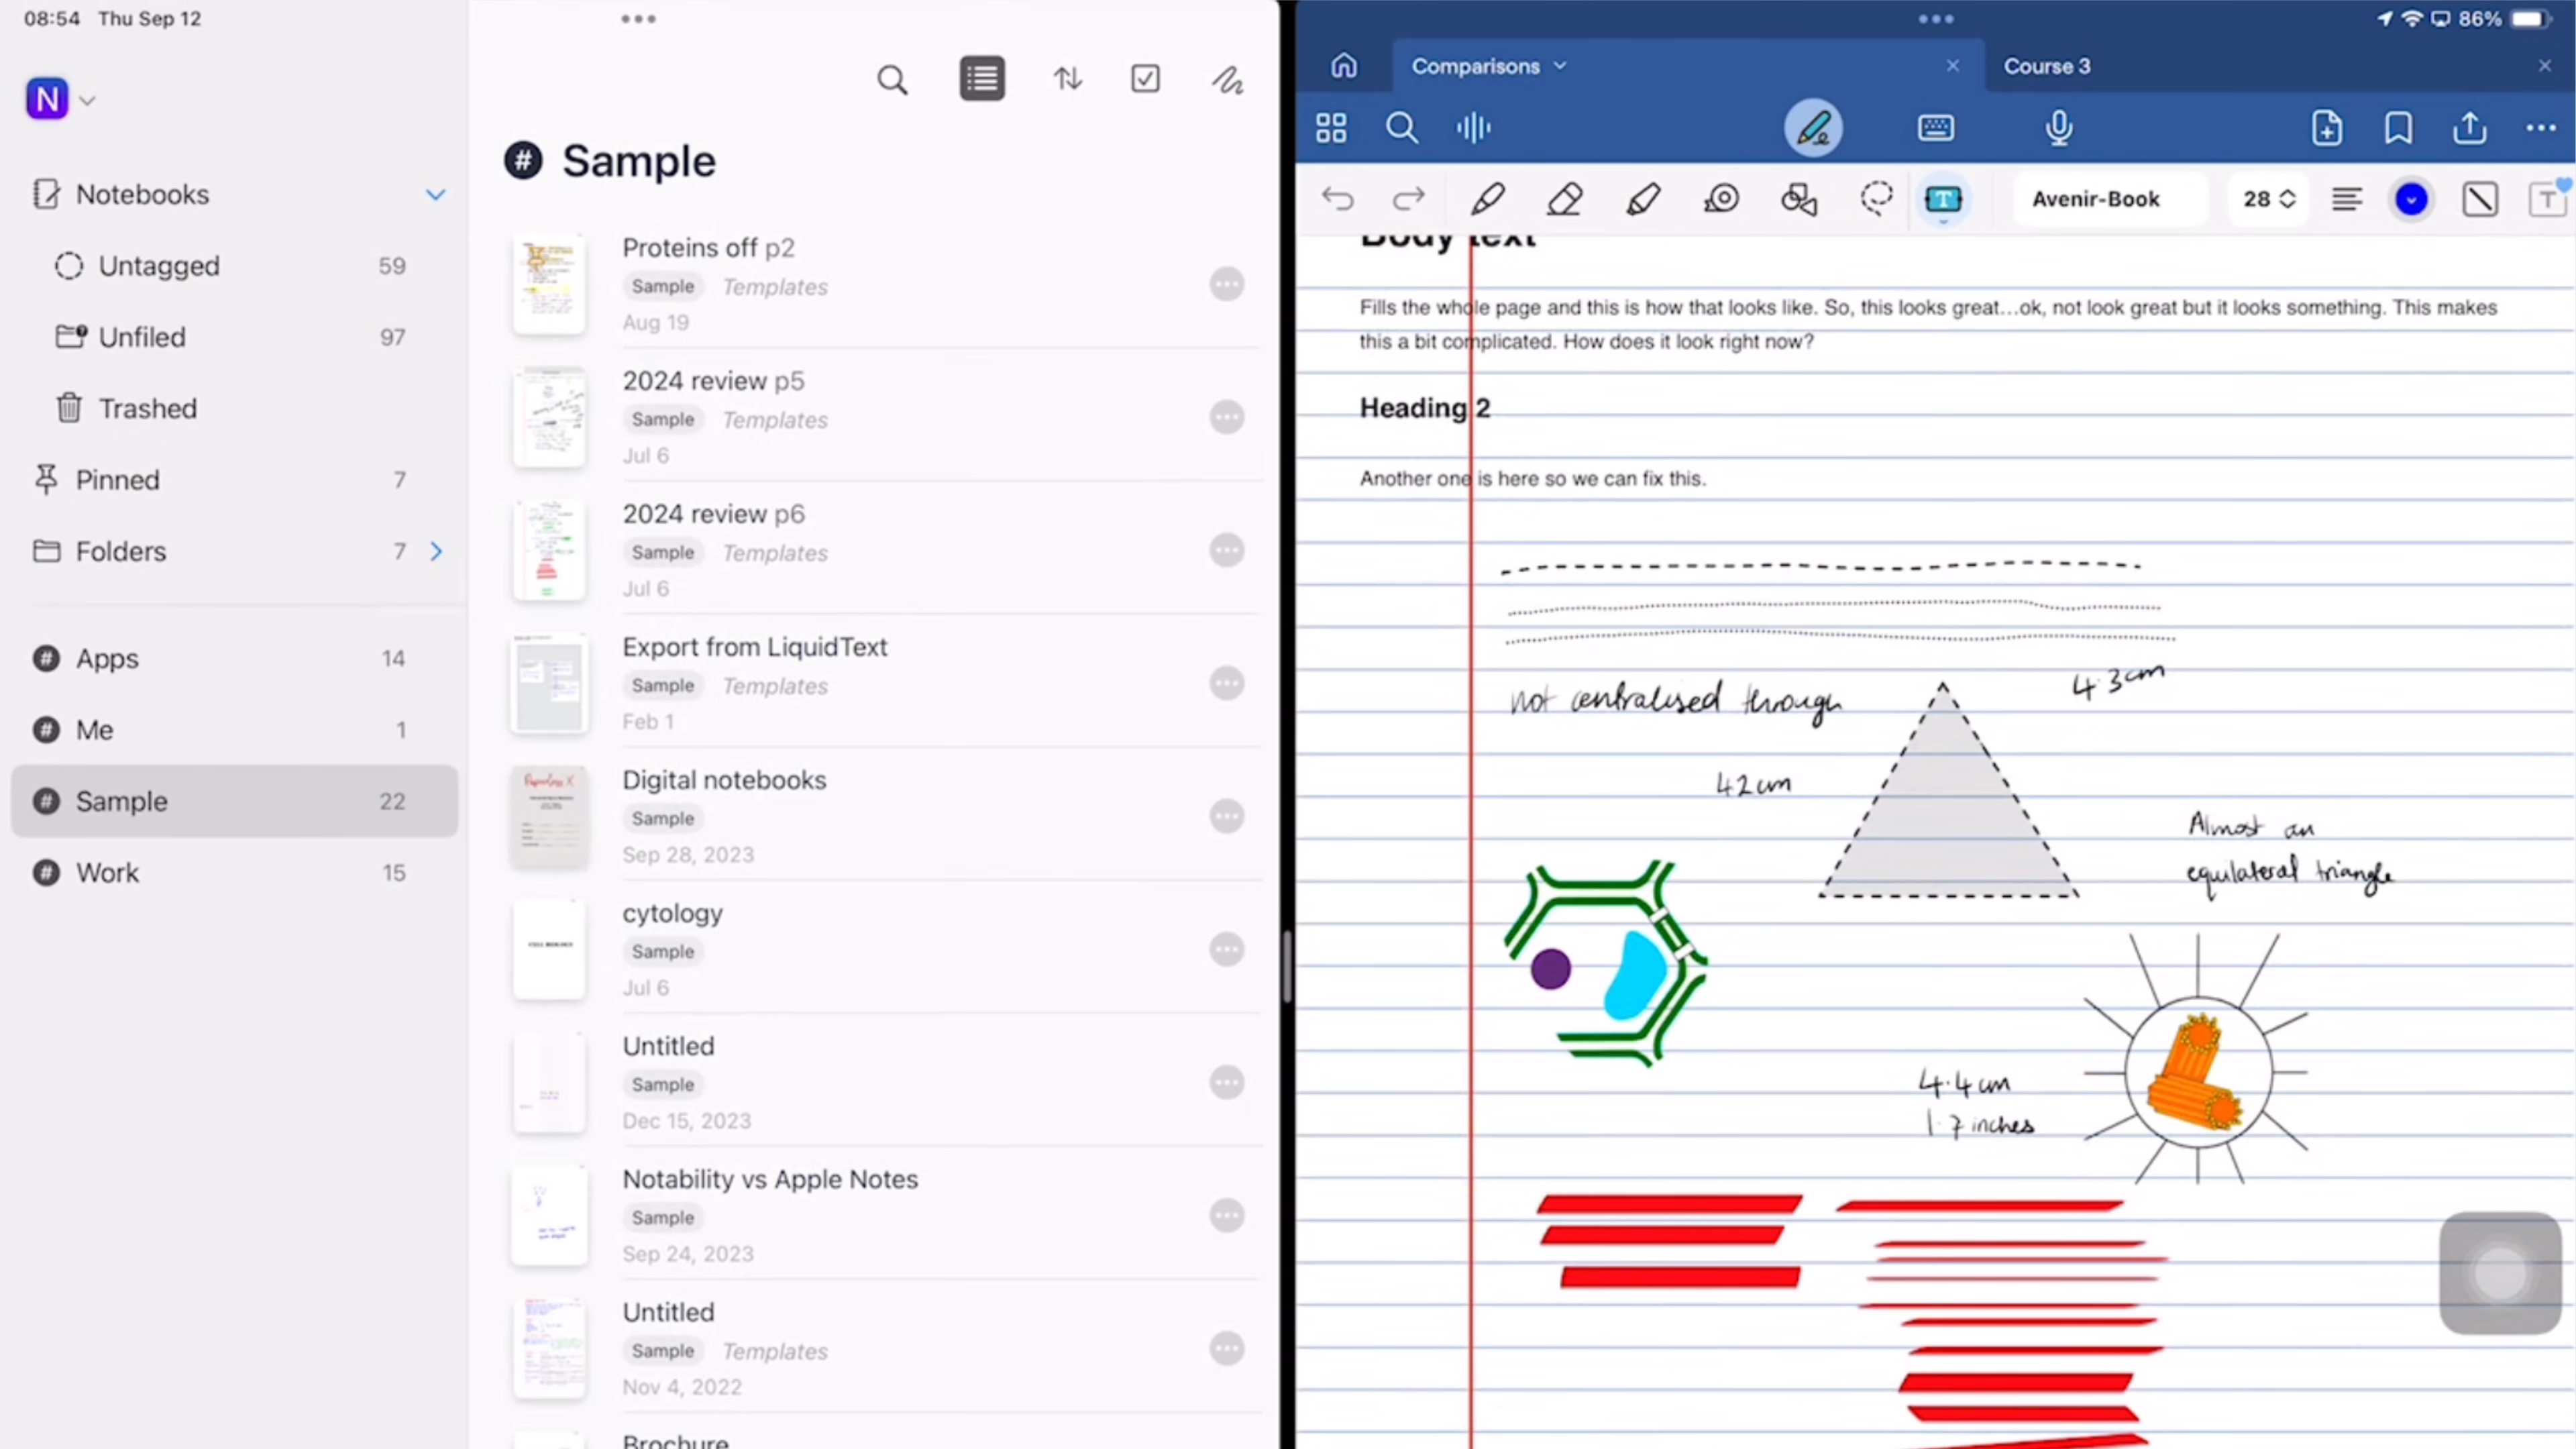 08:54 Thu Sep 12
N
Notebooks
Untagged 59
Unfiled 97
Trashed
Pinned 7
Folders 7
# Apps 14
# Me 1
# Sample 22
# Work 15
# Sample
Proteins off p2
Sample Templates
Aug 19
2024 review p5
Sample Templates
Jul 6
2024 review p6
Sample Templates
Jul 6
Export from LiquidText
Sample Templates
Feb 1
Digital notebooks
Sample
Sep 28, 2023
cytology
Sample
Jul 6
Untitled
Sample
Dec 15, 2023
Notability vs Apple Notes
Sample
Sep 24, 2023
Untitled
Sample Templates
Nov 4, 2022
Brochure
86%
Comparisons
Course 3
T Avenir-Book 28 T
Body text
Fills the whole page and this is how that looks like. So, this looks great...ok, not look great but it looks something. This makes
this a bit complicated. How does it look right now?
Heading 2
Another one is here so we can fix this.
not centralised through
4.3cm
42cm
Almost an
equilateral triangle
4.4cm
1.7 inches